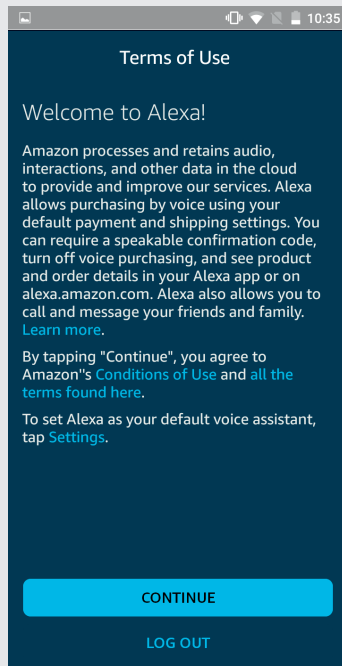 10:35
Terms of Use
Welcome to Alexa!
Amazon processes and retains audio,
interactions, and other data in the cloud
to provide and improve our services. Alexa
allows purchasing by voice using your
default payment and shipping settings. You
can require a speakable confirmation code,
turn off voice purchasing, and see product
and order details in your Alexa app or on
alexa.amazon.com. Alexa also allows you to
call and message your friends and family.
Learn more.
By tapping "Continue", you agree to
Amazon''s Conditions of Use and all the
terms found here.
To set Alexa as your default voice assistant,
tap Settings.
CONTINUE
LOG OUT